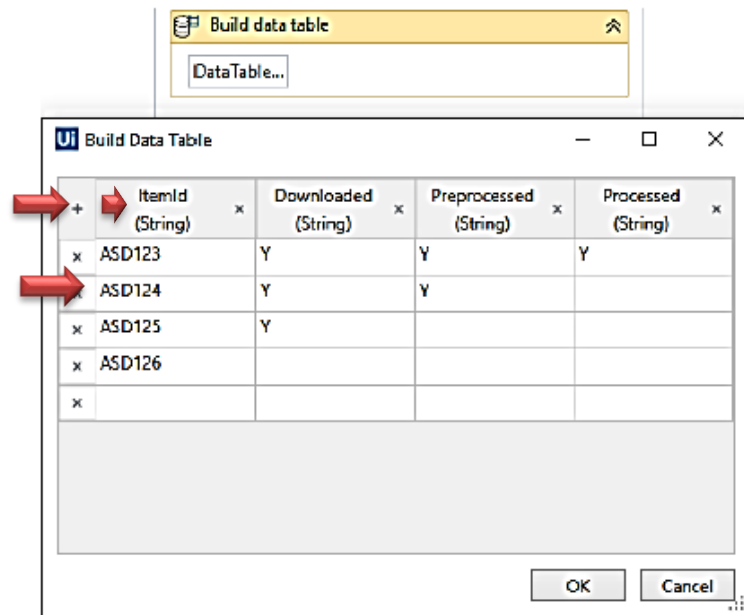 Build data table
DataTable...
Ui Build Data Table
+ ItemId (String) x Downloaded (String) x Preprocessed (String) x Processed (String) x
x ASD123 Y Y Y
x ASD124 Y Y
x ASD125 Y
x ASD126
x
OK Cancel